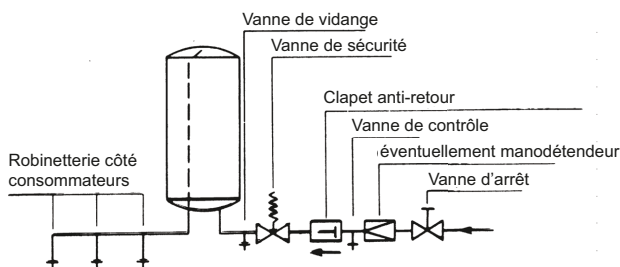 Vanne de vidange
Vanne de sécurité
Clapet anti-retour
Vanne de contrôle
éventuellement manodétendeur
Vanne d'arrêt
Robinetterie côté
consommateurs